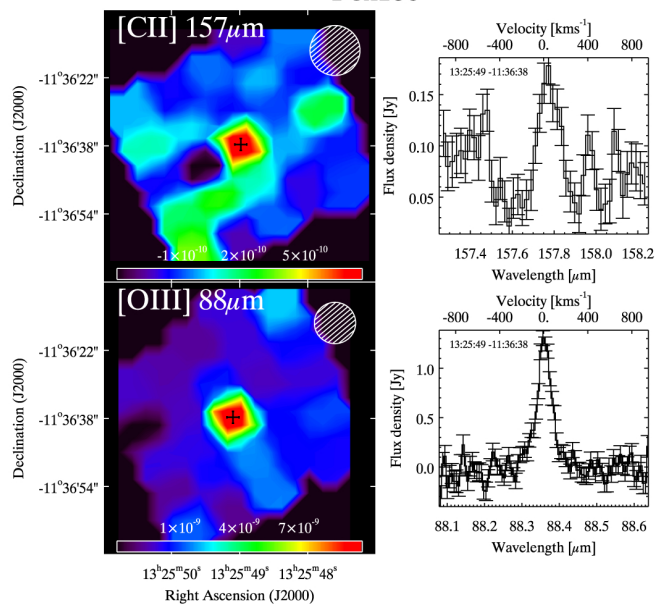 [CII] 157μm
-11°36'22"
-11°36'38"
-11°36'54"
Declination (J2000)
-1×10⁻¹⁰ 2×10⁻¹⁰ 5×10⁻¹⁰
Velocity [kms⁻¹]
-800 -400 0 400 800
13:25:49 -11:36:38
0.15
0.10
0.05
Flux density [Jy]
157.4 157.6 157.8 158.0 158.2
Wavelength [μm]
[OIII] 88μm
-11°36'22"
-11°36'38"
-11°36'54"
Declination (J2000)
1×10⁻⁹ 4×10⁻⁹ 7×10⁻⁹
13ʰ25ᵐ50ˢ 13ʰ25ᵐ49ˢ 13ʰ25ᵐ48ˢ
Right Ascension (J2000)
Velocity [kms⁻¹]
-800 -400 0 400 800
13:25:49 -11:36:38
1.0
0.5
0.0
Flux density [Jy]
88.1 88.2 88.3 88.4 88.5 88.6
Wavelength [μm]